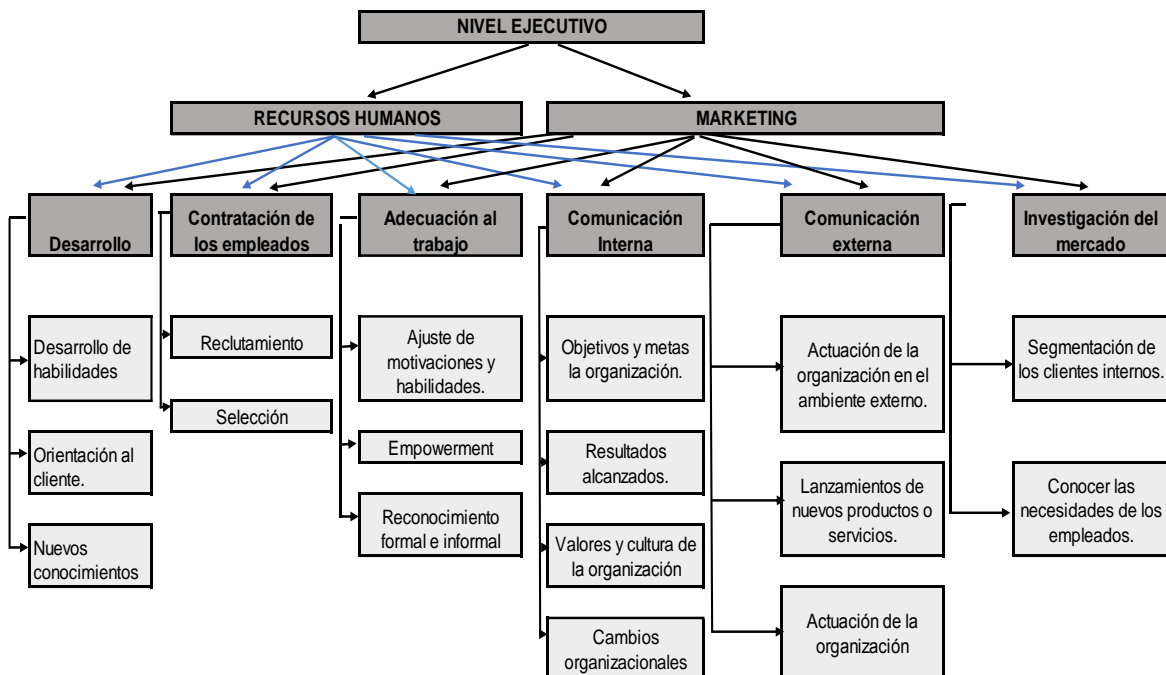 NIVEL EJECUTIVO
RECURSOS HUMANOS
MARKETING
Desarrollo
Contratación de
los empleados
Adecuación al
trabajo
Comunicación
Interna
Comunicación
externa
Investigación del
mercado
Desarrollo de
habilidades
Orientación al
cliente.
Nuevos
conocimientos
Reclutamiento
Selección
Ajuste de
motivaciones y
habilidades.
Empowerment
Reconocimiento
formal e informal
Objetivos y metas
la organización.
Resultados
alcanzados.
Valores y cultura de
la organización
Cambios
organizacionales
Actuación de la
organización en el
ambiente externo.
Lanzamientos de
nuevos productos o
servicios.
Actuación de la
organización
Segmentación de
los clientes internos.
Conocer las
necesidades de los
empleados.